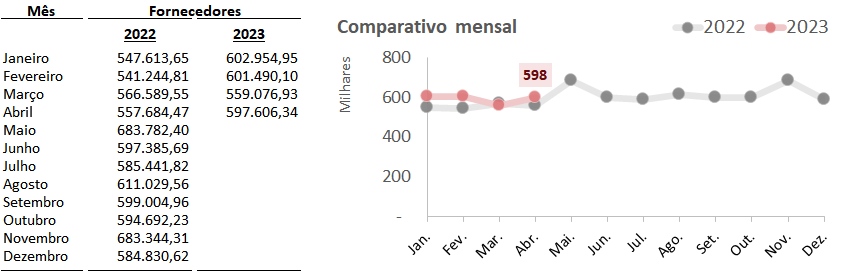 Mês Fornecedores
2022 2023
Janeiro 547.613,65 602.954,95
Fevereiro 541.244,81 601.490,10
Março 566.589,55 559.076,93
Abril 557.684,47 597.606,34
Maio 683.782,40
Junho 597.385,69
Julho 585.441,82
Agosto 611.029,56
Setembro 599.004,96
Outubro 594.692,23
Novembro 683.344,31
Dezembro 584.830,62
Comparativo mensal 2022 2023
Milhares
800
600
400
200
-
598
Jan. Fev. Mar. Abr. Mai. Jun. Jul. Ago. Set. Out. Nov. Dez.